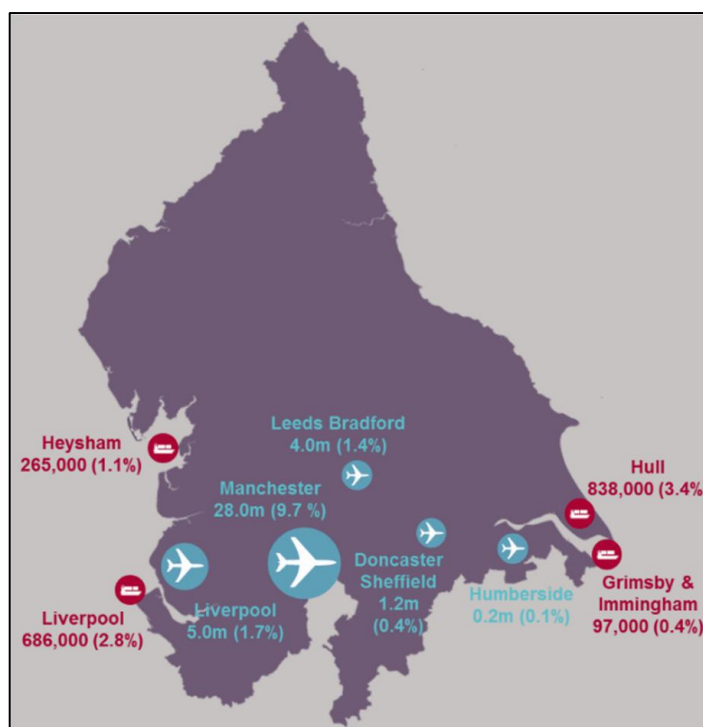 Leeds Bradford
4.0m (1.4%)
Heysham
265,000 (1.1%)
Manchester
28.0m (9.7 %)
Hull
838,000 (3.4%
Doncaster
Sheffield
1.2m
(0.4%)
Humberside
0.2m (0.1%)
Grimsby &
Immingham
97,000 (0.4%)
Liverpool
686,000 (2.8%)
Liverpool
5.0m (1.7%)